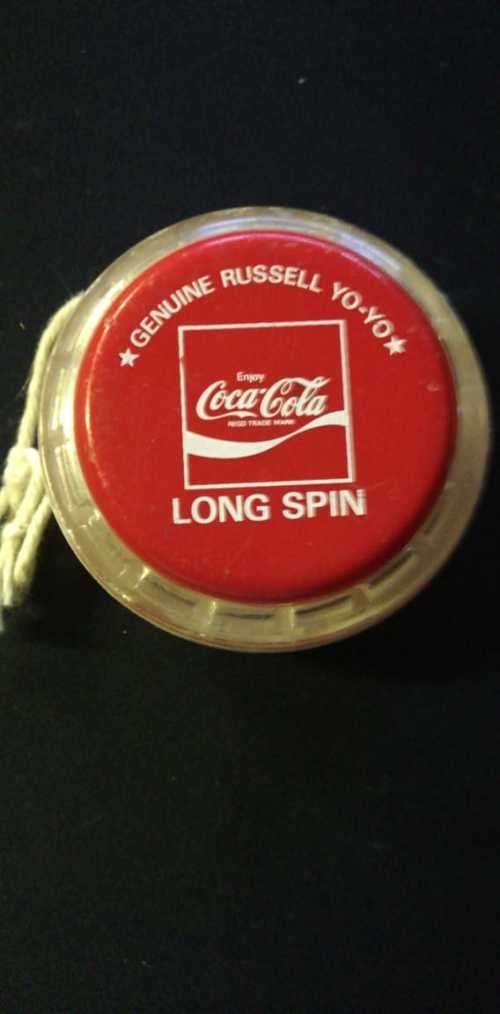 ★GENUINE RUSSELL YO-YO★
Enjoy
Coca-Cola
REGD TRADE MARK
LONG SPIN